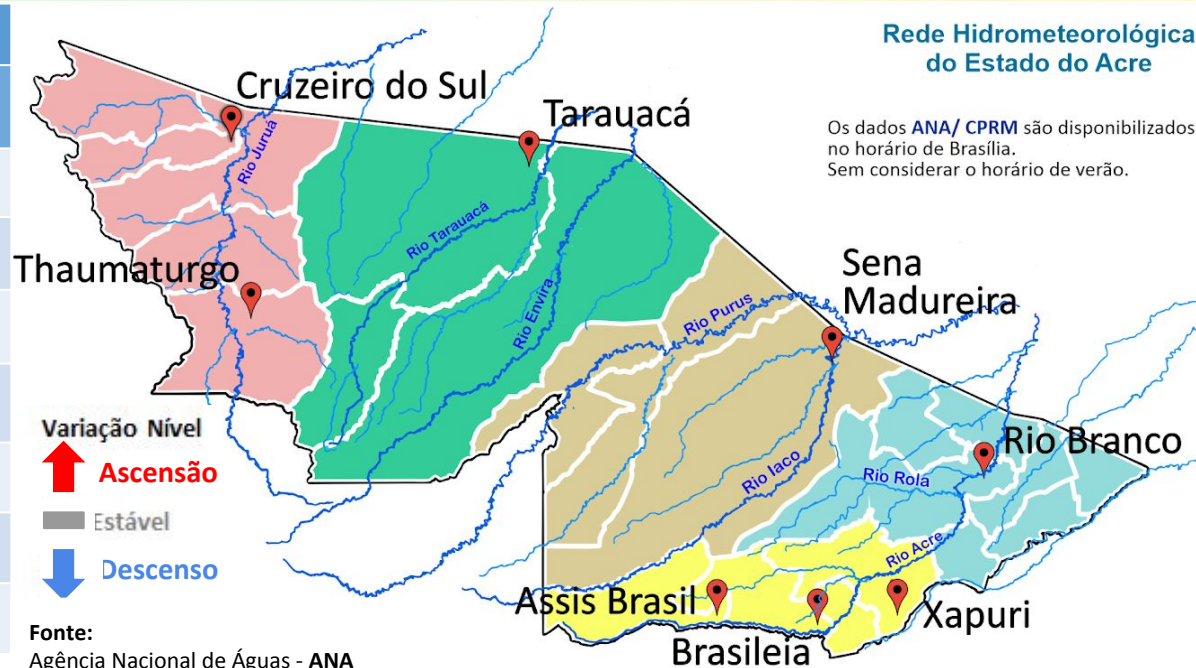 Rede Hidrometeorológica
do Estado do Acre
Os dados ANA/ CPRM são disponibilizados
no horário de Brasília.
Sem considerar o horário de verão.
Cruzeiro do Sul
Tarauacá
Rio Juruá
Rio Tarauacá
Thaumaturgo
Rio Envira
Sena
Madureira
Rio Purus
Variação Nível
Ascensão
Estável
Descenso
Rio Branco
Rio Iaco
Rio Rola
Rio Acre
Assis Brasil
Xapuri
Brasileia
Fonte:
Agência Nacional de Águas - ANA